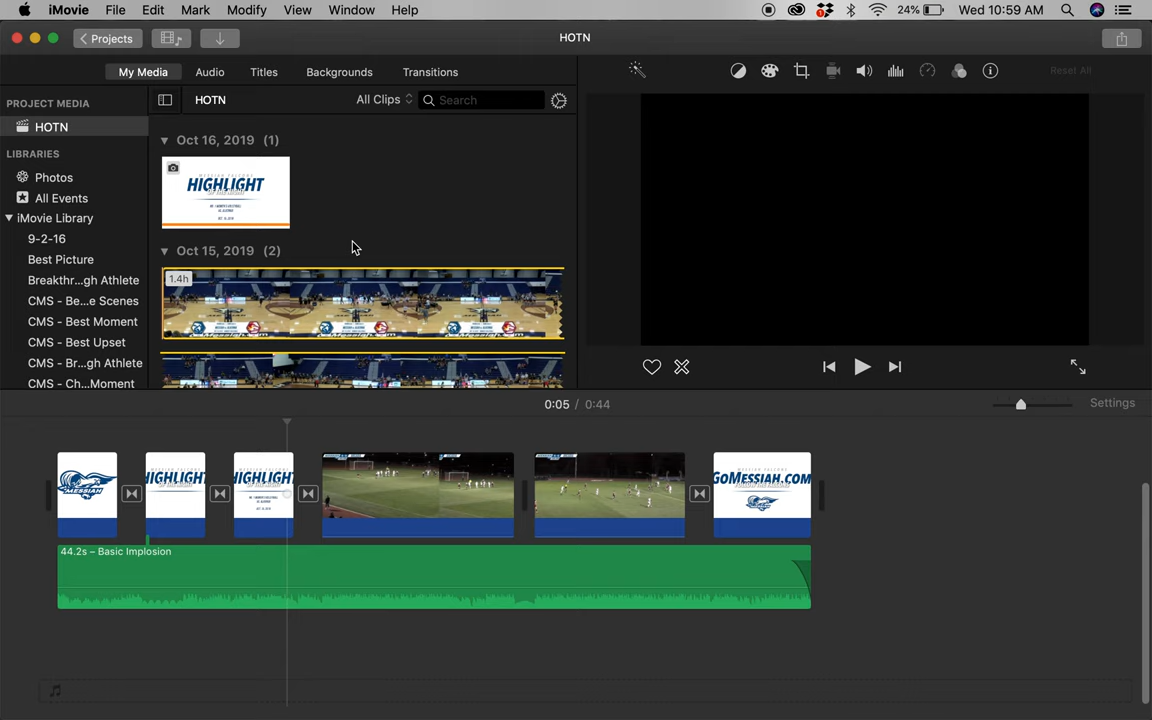 iMovie File Edit Mark Modify View Window Help
24% Wed 10:59 AM
Projects
HOTN
My Media Audio Titles Backgrounds Transitions
Reset All
PROJECT MEDIA
HOTN
LIBRARIES
Photos
All Events
iMovie Library
9-2-16
Best Picture
Breakthr...gh Athlete
CMS - Be...e Scenes
CMS - Best Moment
CMS - Best Upset
CMS - Br...gh Athlete
CMS - Ch...Moment
HOTN All Clips Search
Oct 16, 2019 (1)
HIGHLIGHT
Oct 15, 2019 (2)
1.4h
0:05 / 0:44
Settings
MESSIAH
HIGHLIGHT
HIGHLIGHT
GOMESSIAH.COM
44.2s – Basic Implosion